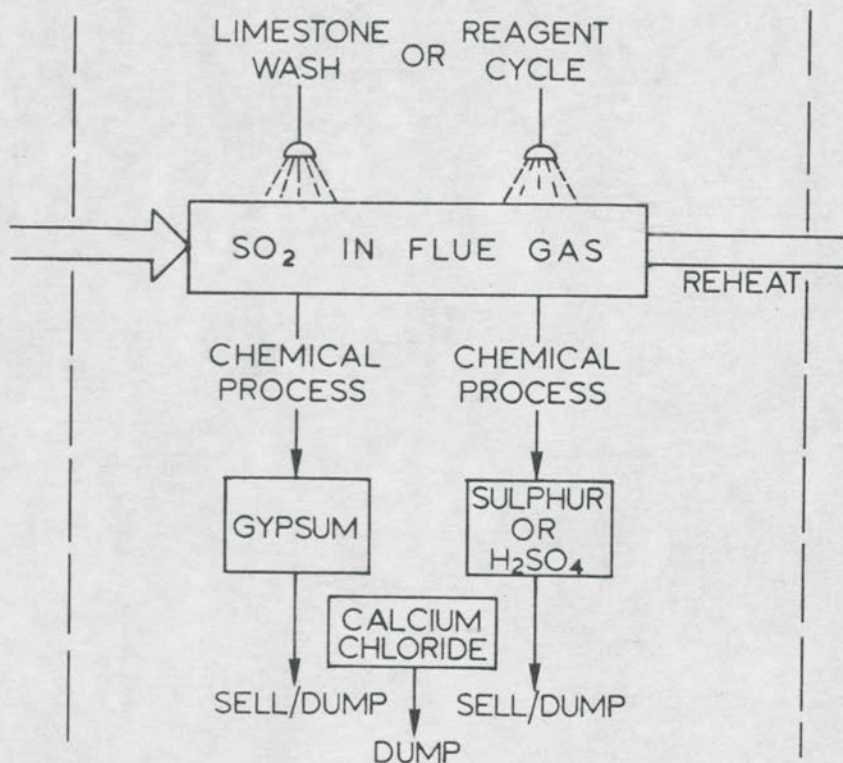 LIMESTONE WASH
OR
REAGENT CYCLE
SO₂ IN FLUE GAS
REHEAT
CHEMICAL PROCESS
CHEMICAL PROCESS
GYPSUM
SULPHUR
OR
H₂SO₄
CALCIUM
CHLORIDE
SELL/DUMP
SELL/DUMP
DUMP